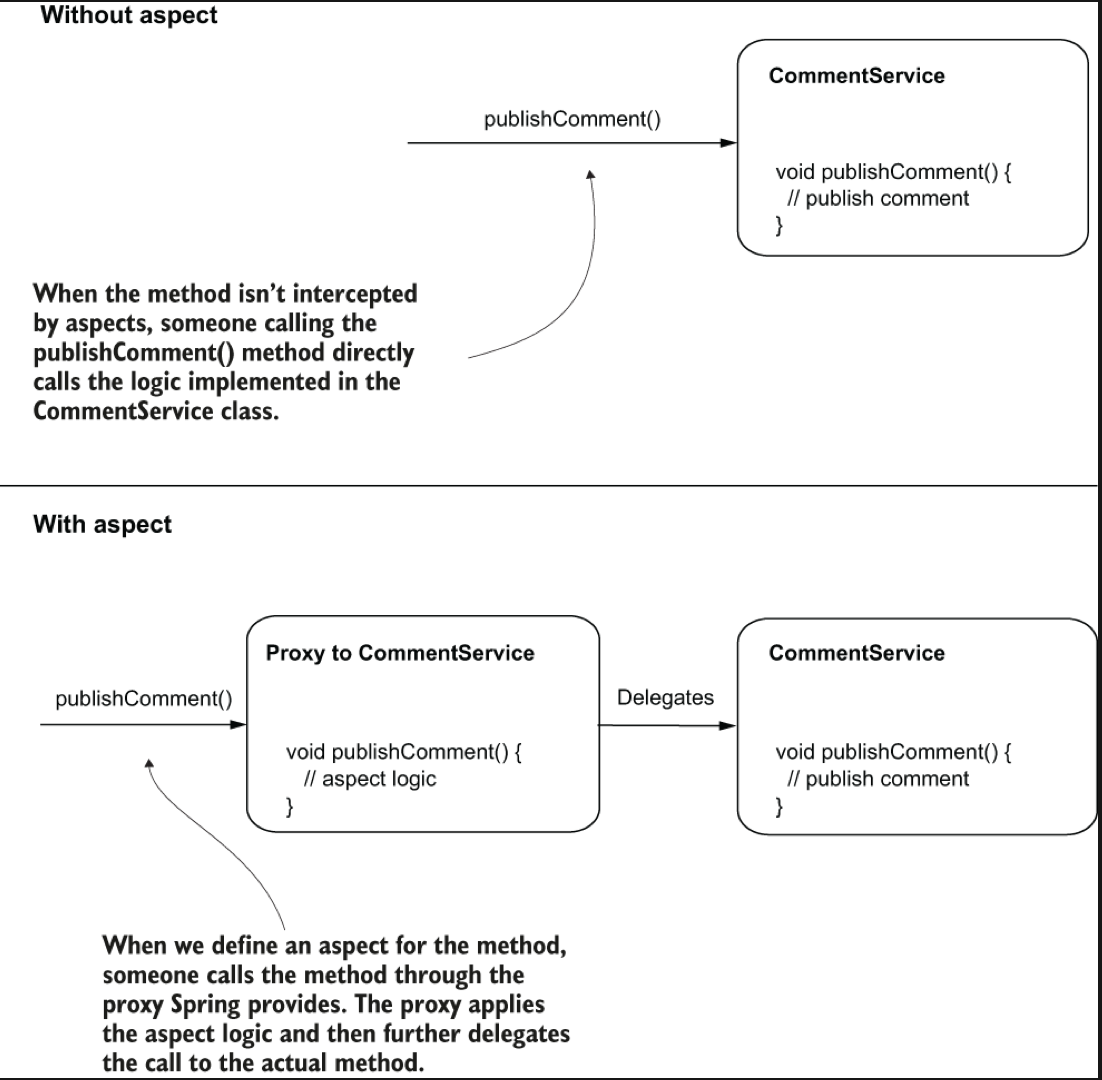 Without aspect
CommentService
publishComment()
void publishComment() {
// publish comment
}
When the method isn't intercepted
by aspects, someone calling the
publishComment() method directly
calls the logic implemented in the
CommentService class.
With aspect
Proxy to CommentService
CommentService
publishComment()
Delegates
void publishComment() {
// aspect logic
}
void publishComment() {
// publish comment
}
When we define an aspect for the method,
someone calls the method through the
proxy Spring provides. The proxy applies
the aspect logic and then further delegates
the call to the actual method.